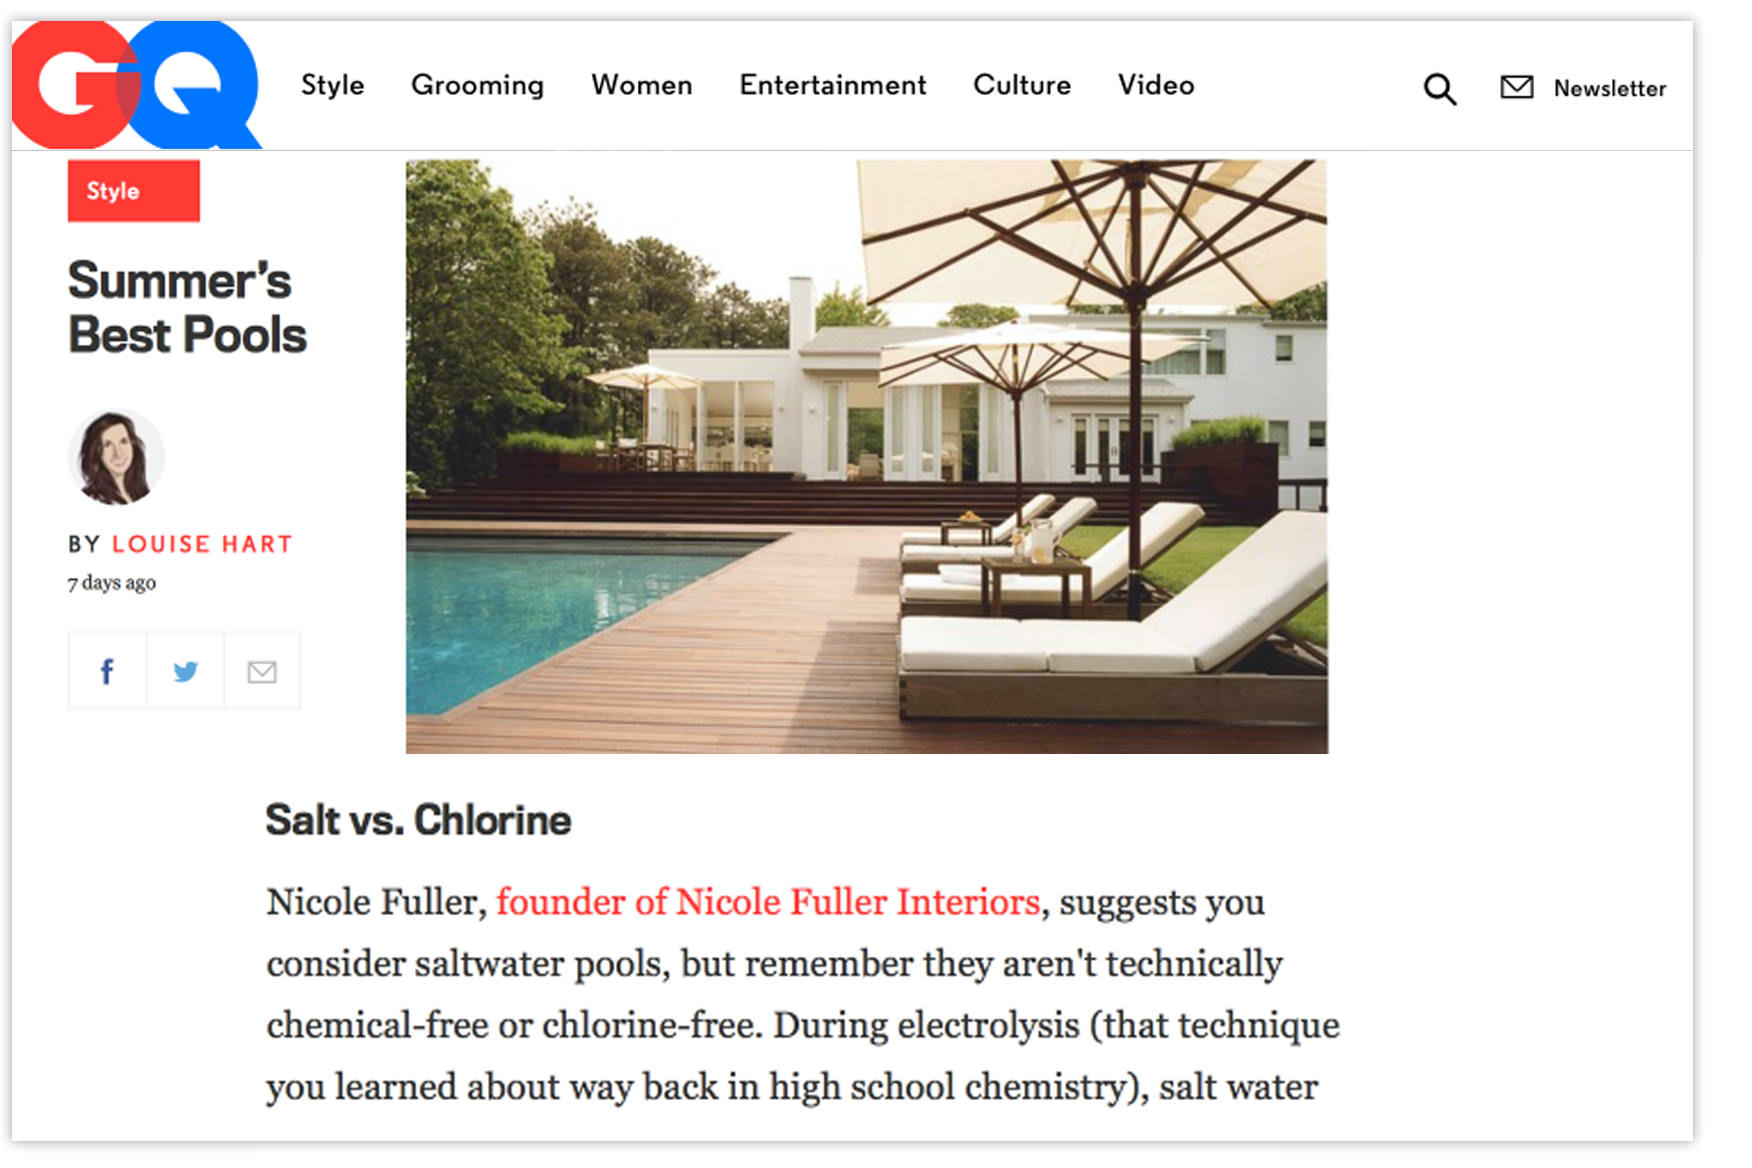 GQ
Style
Grooming
Women
Entertainment
Culture
Video
Newsletter
Style
Summer's
Best Pools
BY LOUISE HART
7 days ago
f
Salt vs. Chlorine
Nicole Fuller, founder of Nicole Fuller Interiors, suggests you
consider saltwater pools, but remember they aren't technically
chemical-free or chlorine-free. During electrolysis (that technique
you learned about way back in high school chemistry), salt water